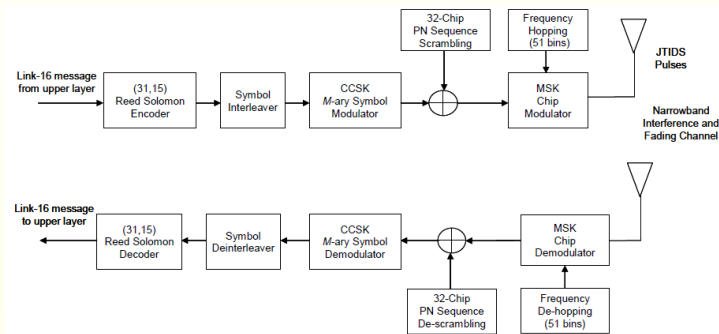 32-Chip
PN Sequence
Scrambling
Frequency
Hopping
(51 bins)
JTIDS
Pulses
Link-16 message
from upper layer
(31,15)
Reed Solomon
Encoder
Symbol
Interleaver
CCSK
M-ary Symbol
Modulator
MSK
Chip
Modulator
Narrowband
Interference and
Fading Channel
Link-16 message
to upper layer
(31,15)
Reed Solomon
Decoder
Symbol
Deinterleaver
CCSK
M-ary Symbol
Demodulator
MSK
Chip
Demodulator
32-Chip
PN Sequence
De-scrambling
Frequency
De-hopping
(51 bins)